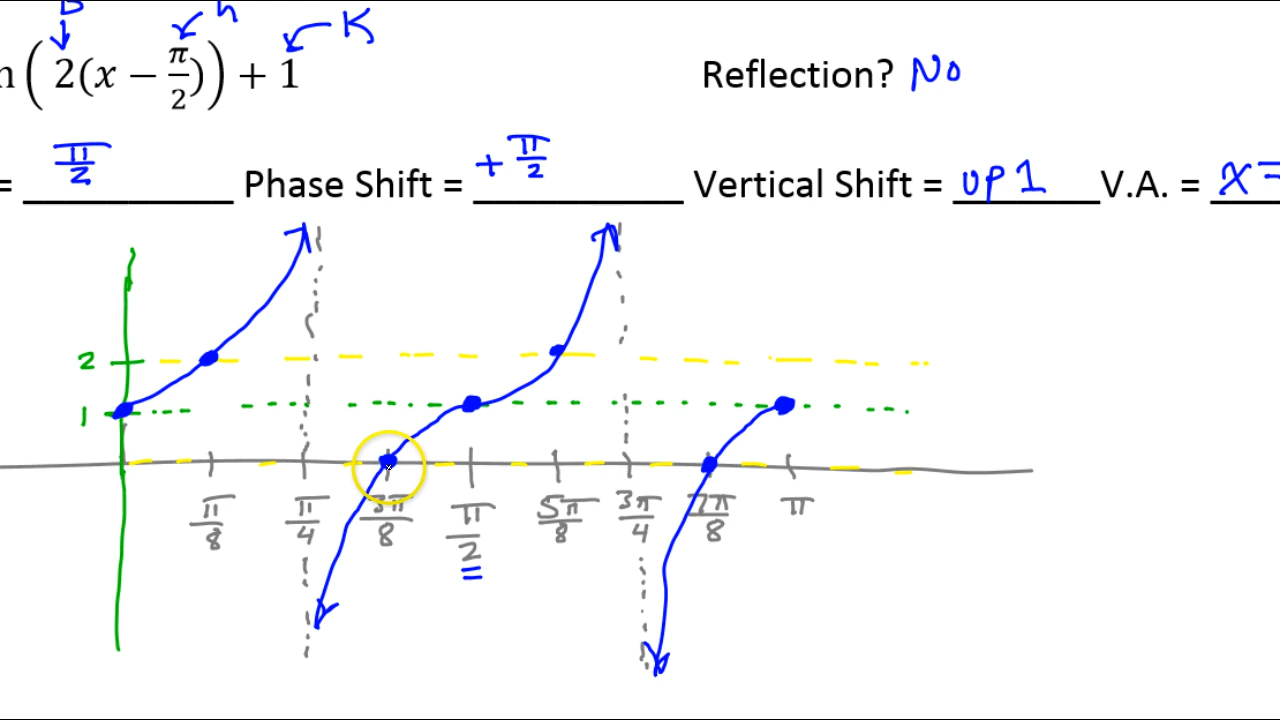 B h K
n ( 2(x − π/2)) + 1 Reflection? No
= π/2 Phase Shift = + π/2 Vertical Shift = up 1 V.A. = x =
2
1
π/8 π/4 3π/8 π/2 5π/8 3π/4 7π/8 π